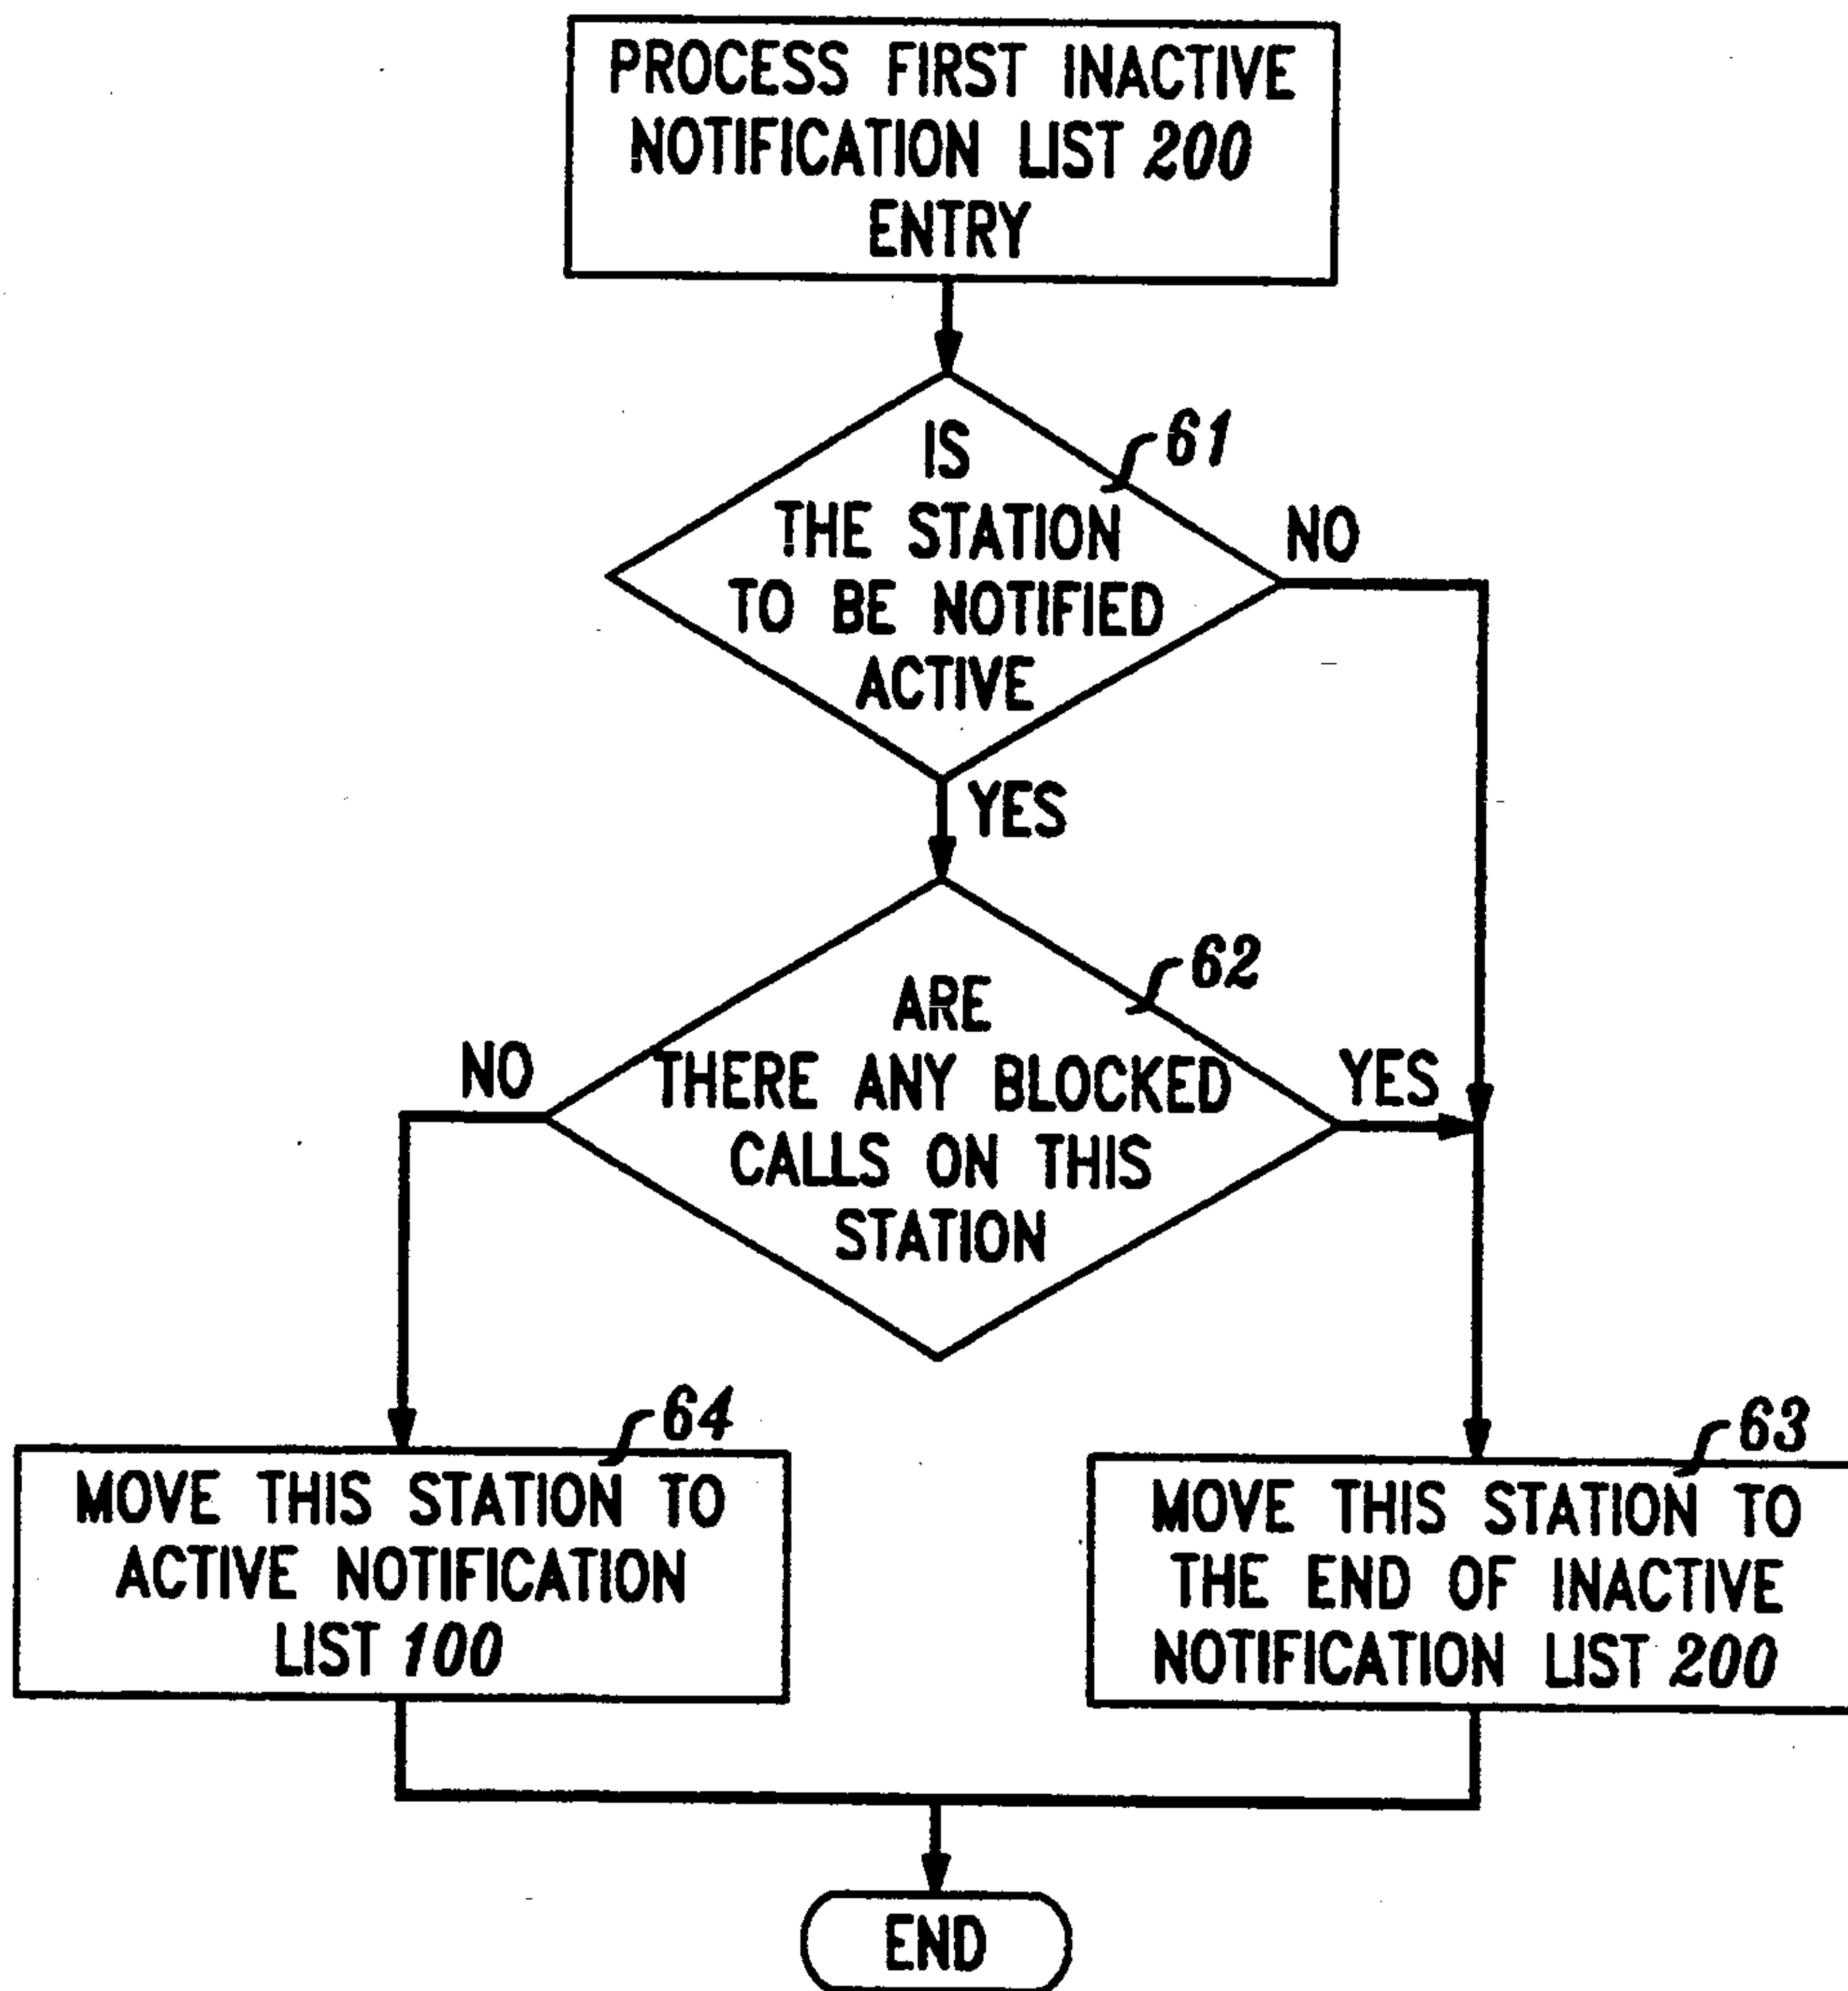 PROCESS FIRST INACTIVE
NOTIFICATION LIST 200
ENTRY
61
IS
THE STATION
TO BE NOTIFIED
ACTIVE
NO
YES
62
ARE
THERE ANY BLOCKED
CALLS ON THIS
STATION
NO
YES
64
MOVE THIS STATION TO
ACTIVE NOTIFICATION
LIST 100
63
MOVE THIS STATION TO
THE END OF INACTIVE
NOTIFICATION LIST 200
END